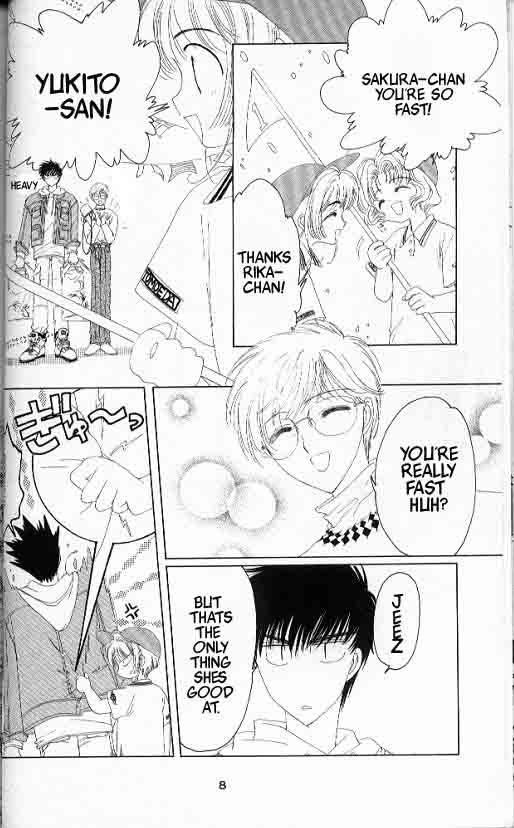 SAKURA-CHAN
YOU'RE SO
FAST!
THANKS
RIKA-
CHAN!
YUKITO
-SAN!
HEAVY
YOU'RE
REALLY
FAST
HUH?
JEEZ
BUT
THATS
THE
ONLY
THING
SHES
GOOD
AT.
ぎゅ〜っ
8